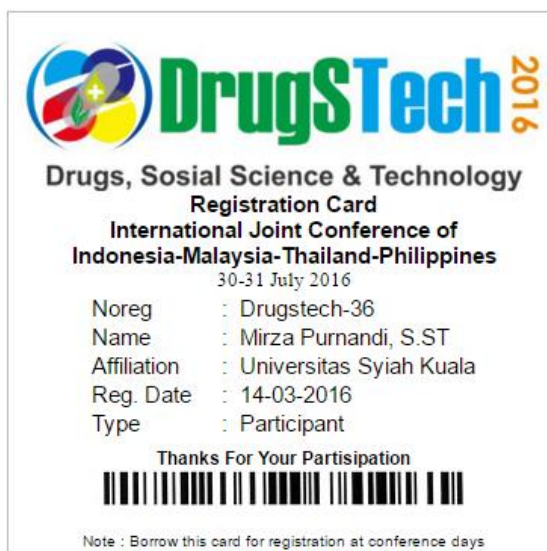 DrugSTech 2016
Drugs, Sosial Science & Technology
Registration Card
International Joint Conference of
Indonesia-Malaysia-Thailand-Philippines
30-31 July 2016
Noreg : Drugstech-36
Name : Mirza Purnandi, S.ST
Affiliation : Universitas Syiah Kuala
Reg. Date : 14-03-2016
Type : Participant
Thanks For Your Partisipation
Note : Borrow this card for registration at conference days